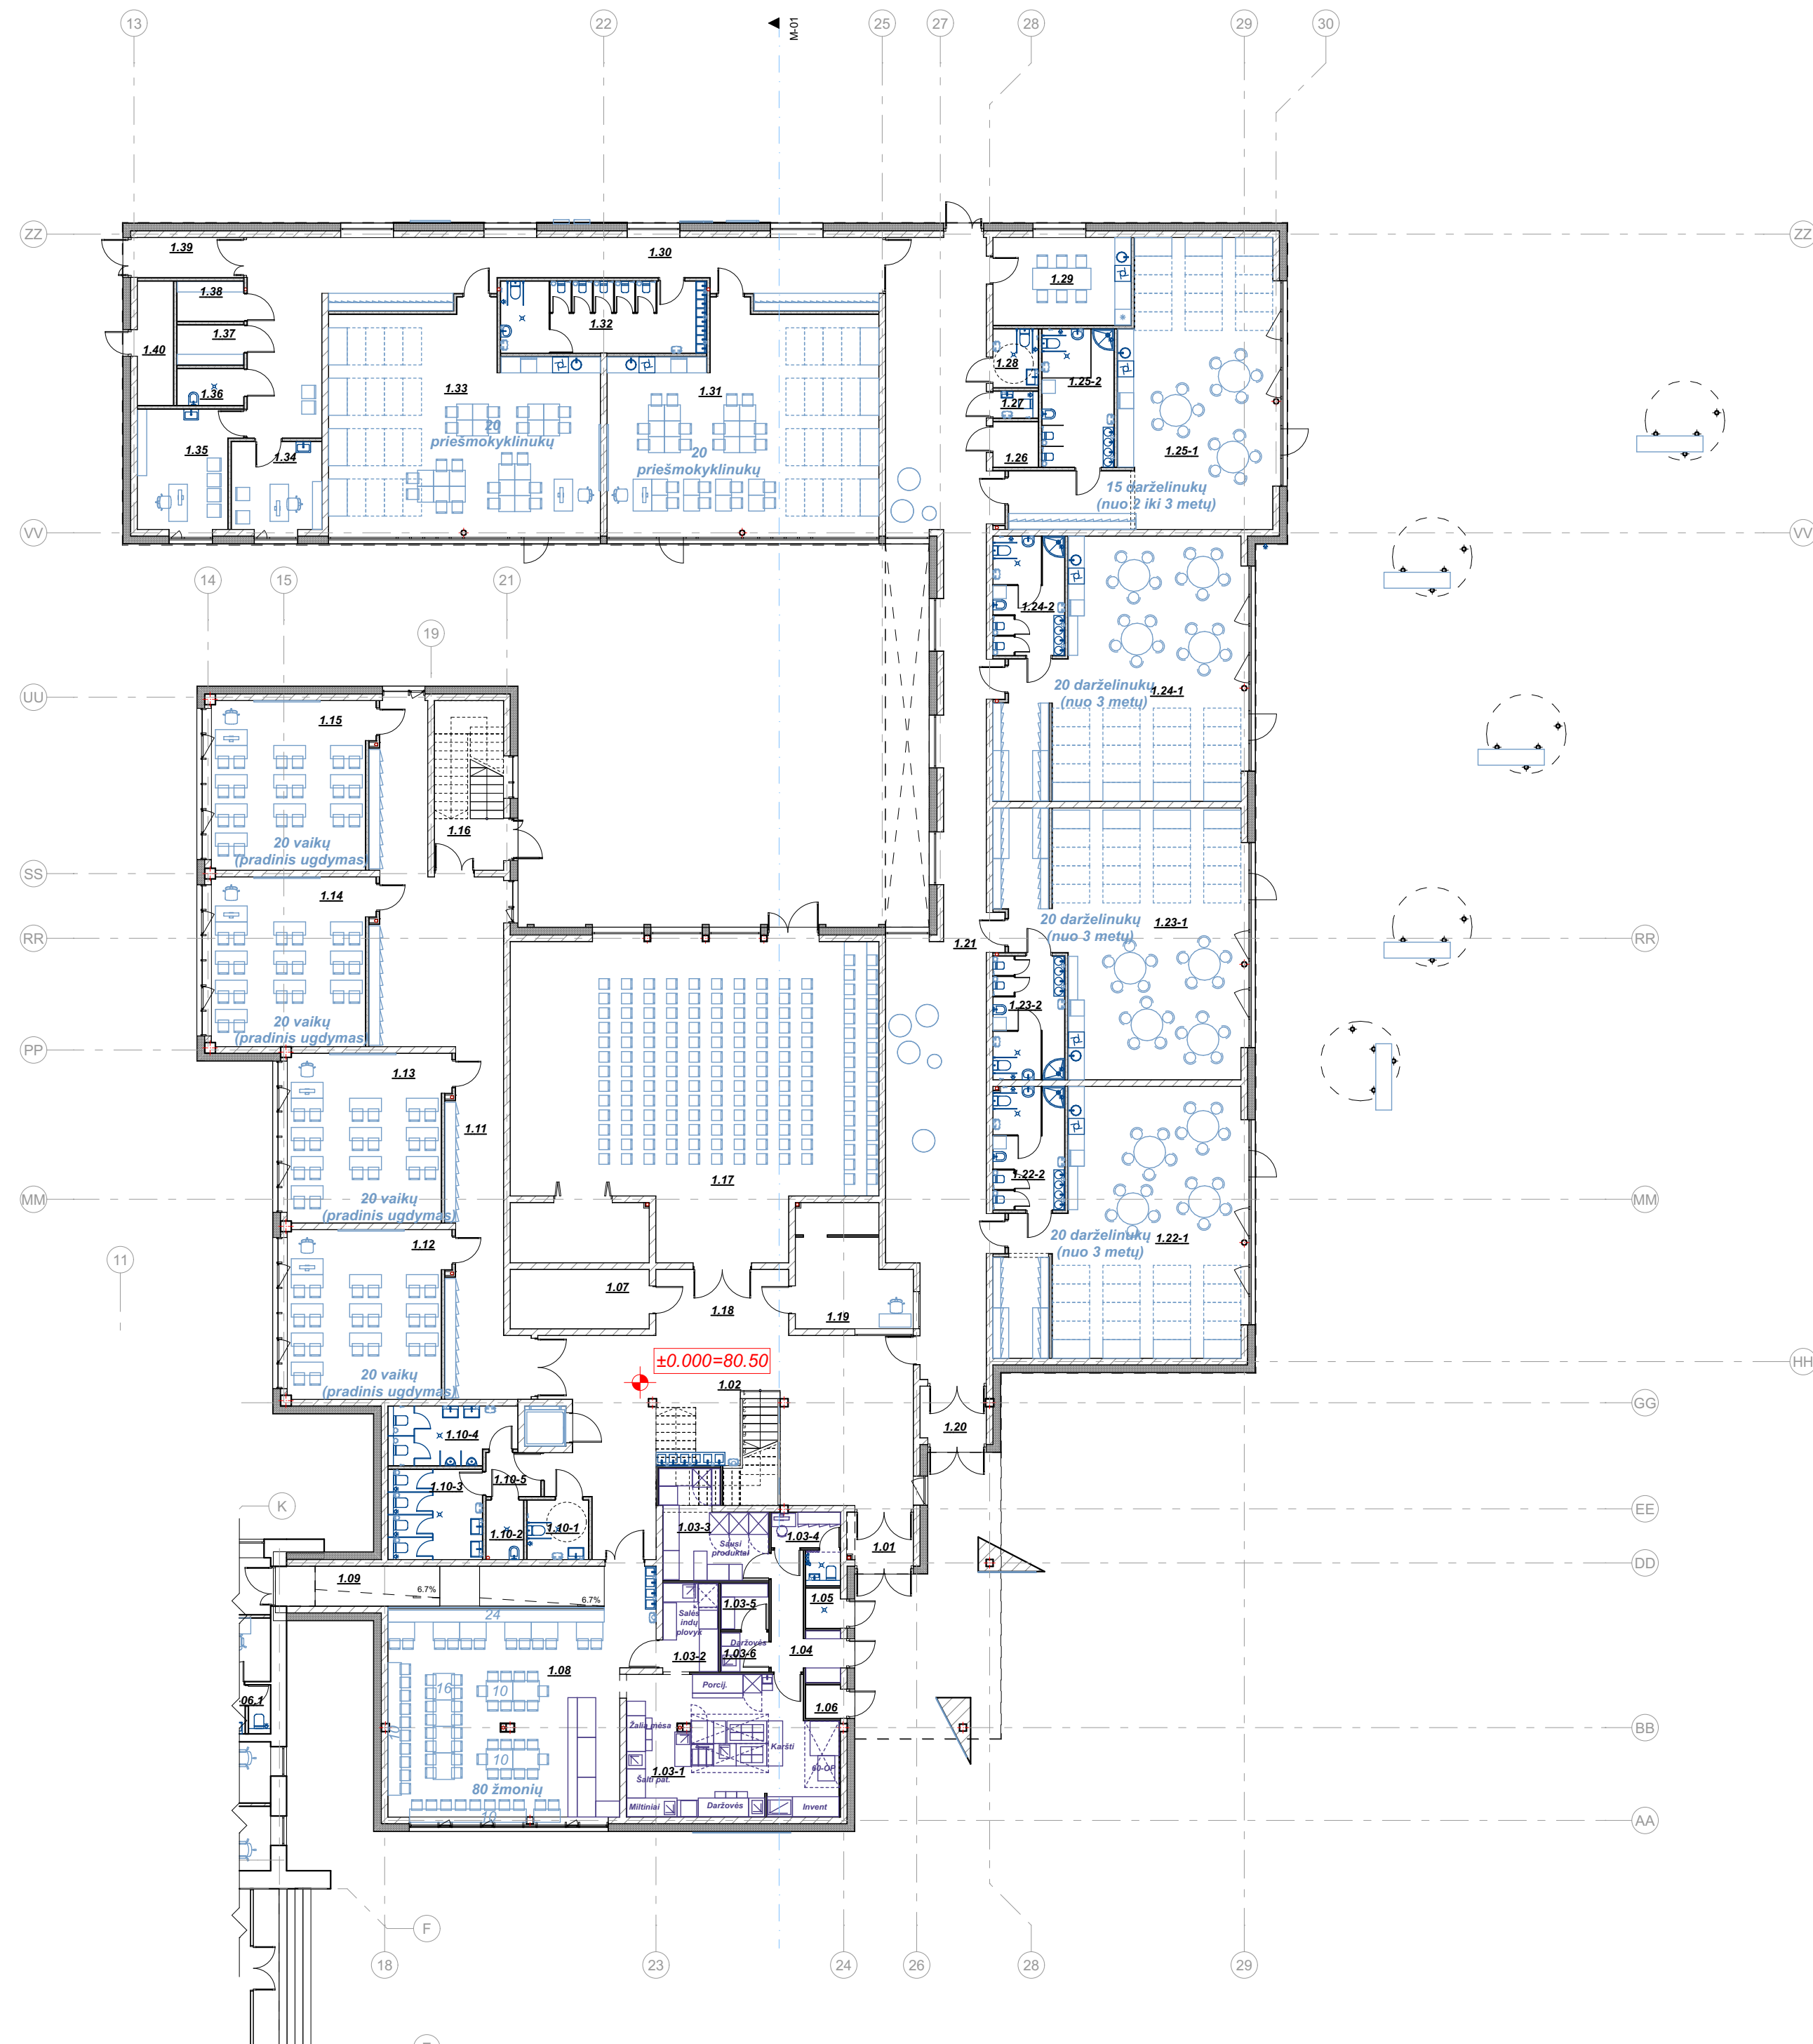 13
22
M-01
25
27
28
29
30
ZZ
ZZ
1.39
1.30
1.29
1.38
1.37
1.40
1.36
1.32
1.28
1.25-2
1.27
1.33
1.31
20
priešmokyklinukų
20
priešmokyklinukų
1.35
1.34
1.26
1.25-1
15 darželinukų
(nuo 2 iki 3 metų)
VV
VV
14
15
21
19
1.24-2
UU
20 darželinukų
(nuo 3 metų)
1.24-1
1.15
1.16
20 vaikų
(pradinis ugdymas)
SS
1.14
20 darželinukų
(nuo 3 metų)
1.23-1
RR
1.21
RR
1.23-2
20 vaikų
(pradinis ugdymas)
PP
1.13
1.11
1.17
1.22-2
MM
MM
20 vaikų
(pradinis ugdymas)
20 darželinukų
(nuo 3 metų)
1.22-1
11
1.12
1.07
1.18
1.19
±0.000=80.50
HH
20 vaikų
(pradinis ugdymas)
1.02
GG
1.20
1.10-4
1.10-3
1.10-5
K
EE
1.10-2
1.10-1
1.03-3
Sausi
produktai
1.03-4
1.01
DD
1.09
6.7%
6.7%
24
1.05
1.03-5
Salės
indų
plovyk
Daržovės
1.03-2
1.03-6
1.04
1.08
16
10
Porcij.
1.06
06.1
10
Žalia mėsa
BB
Karšti
10
1.03-1
Šalti pat.
60-OP
80 žmonių
Miltiniai
Daržovės
Invent
16
AA
F
18
23
24
26
28
29